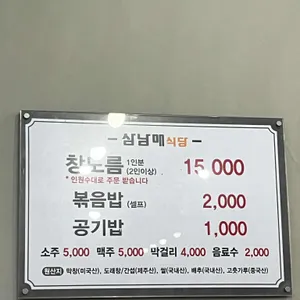 - 삼남매식당 -
창도름 1인분 (2인이상) 15,000
* 인원수대로 주문 받습니다
볶음밥 (셀프) 2,000
공기밥 1,000
소주 5,000 맥주 5,000 막걸리 4,000 음료수 2,000
원산지 막창(미국산), 도래창/간섭(제주산), 쌀(국내산), 배추(국내산), 고춧가루(중국산)